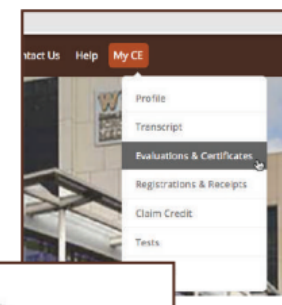 ntact Us Help My CE
Profile
Transcript
Evaluations & Certificates
Registrations & Receipts
Claim Credit
Tests